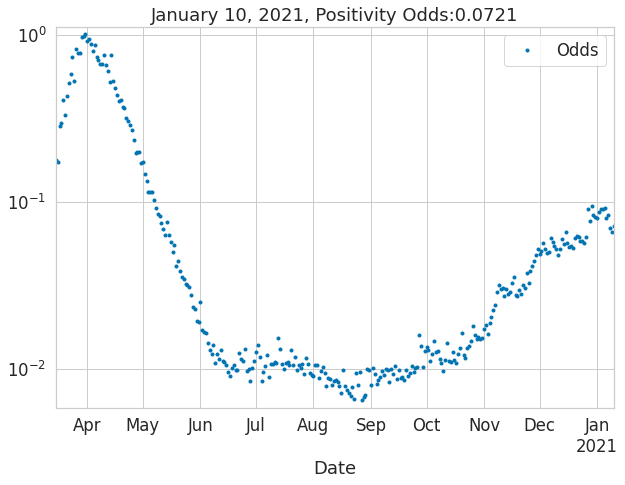 January 10, 2021, Positivity Odds:0.0721
10⁰
10⁻¹
10⁻²
Odds
Apr May Jun Jul Aug Sep Oct Nov Dec Jan
2021
Date